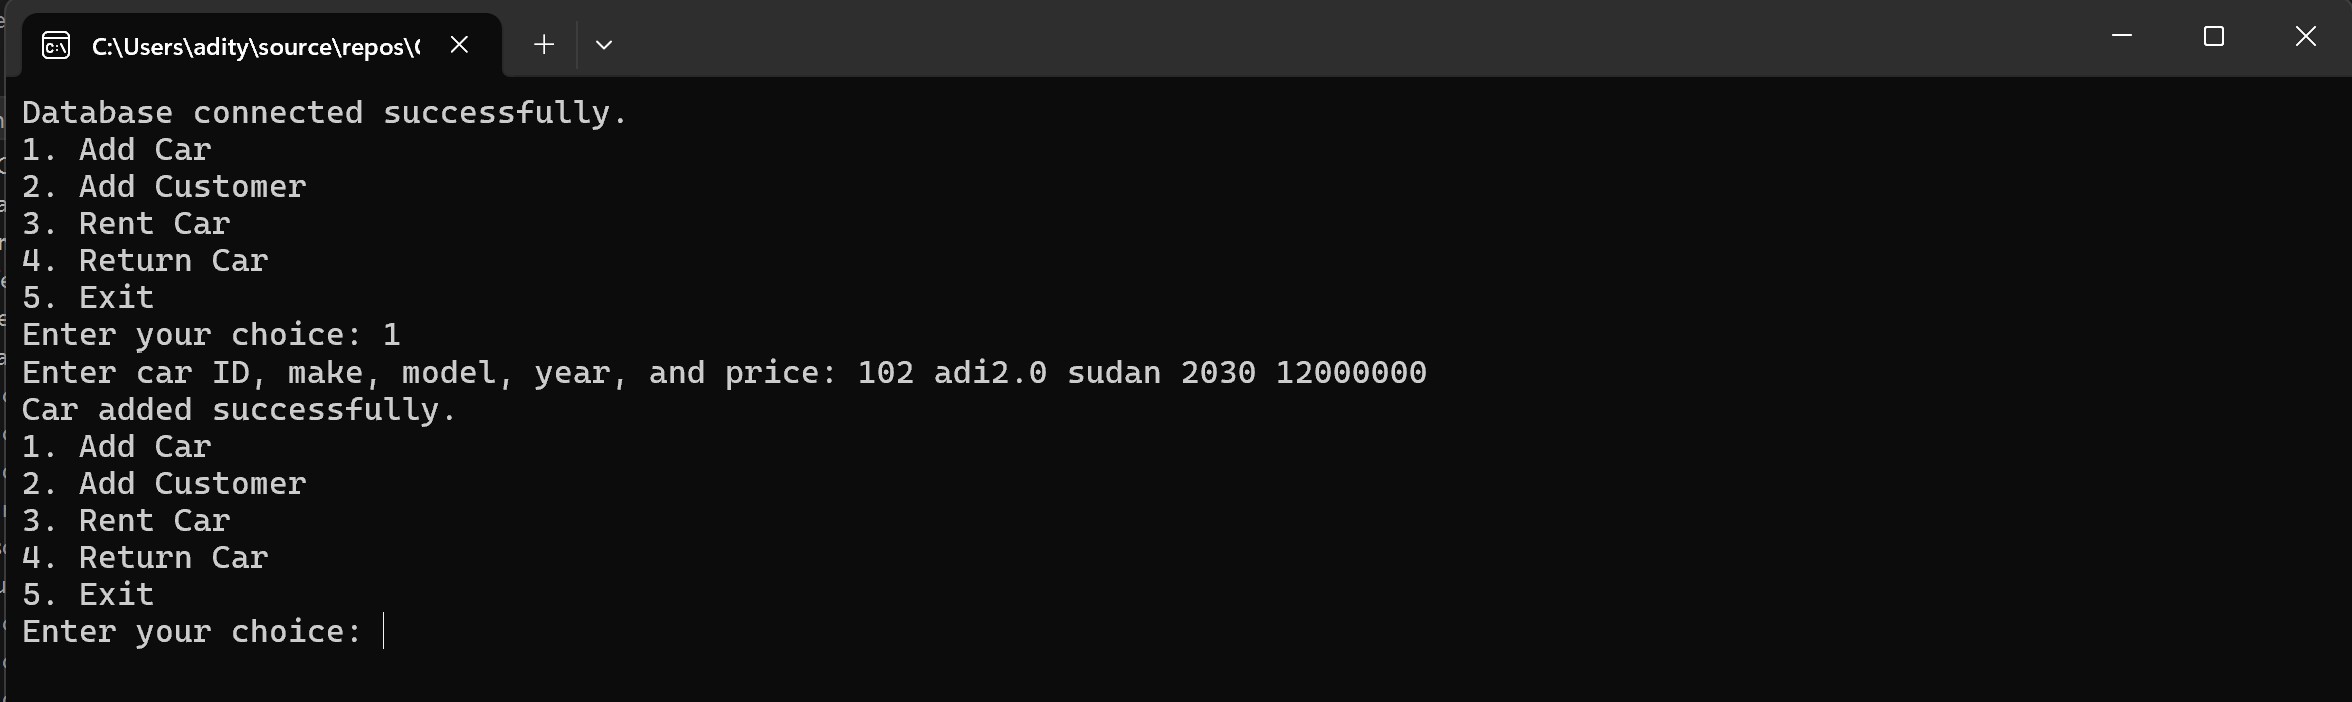 C:\Users\adity\source\repos\
Database connected successfully.
1. Add Car
2. Add Customer
3. Rent Car
4. Return Car
5. Exit
Enter your choice: 1
Enter car ID, make, model, year, and price: 102 adi2.0 sudan 2030 12000000
Car added successfully.
1. Add Car
2. Add Customer
3. Rent Car
4. Return Car
5. Exit
Enter your choice: